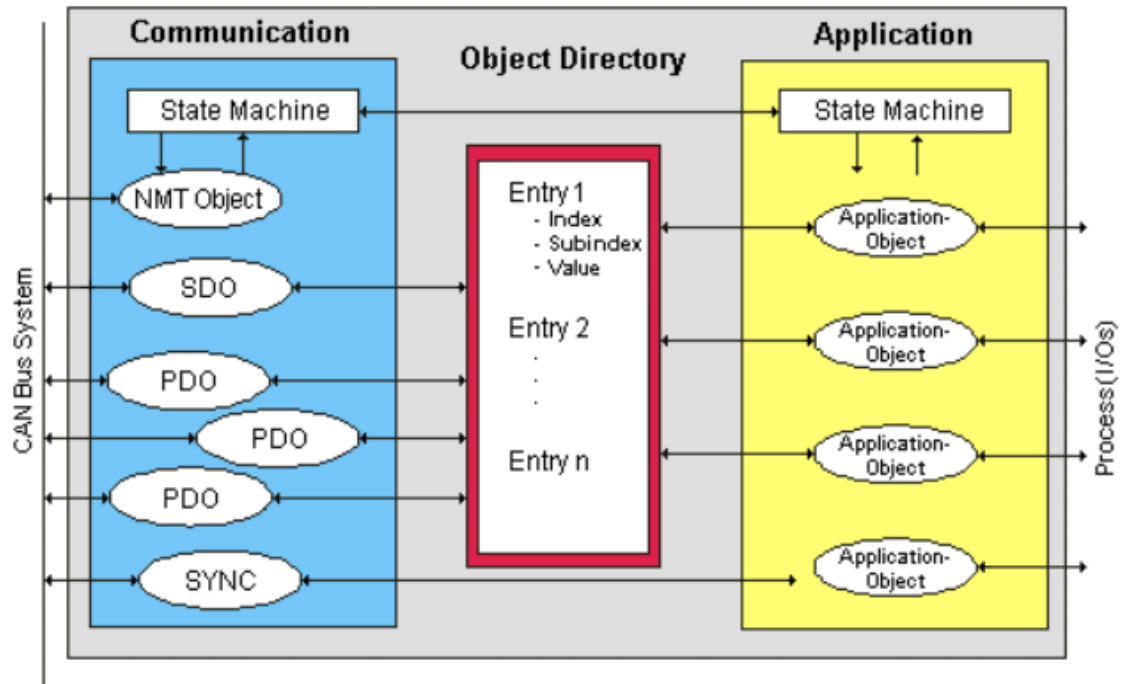 Communication
Object Directory
Application
State Machine
NMT Object
SDO
PDO
PDO
PDO
SYNC
CAN Bus System
Entry 1
- Index
- Subindex
- Value
Entry 2
.
.
.
Entry n
State Machine
Application-
Object
Application-
Object
Application-
Object
Application-
Object
Process(I/Os)